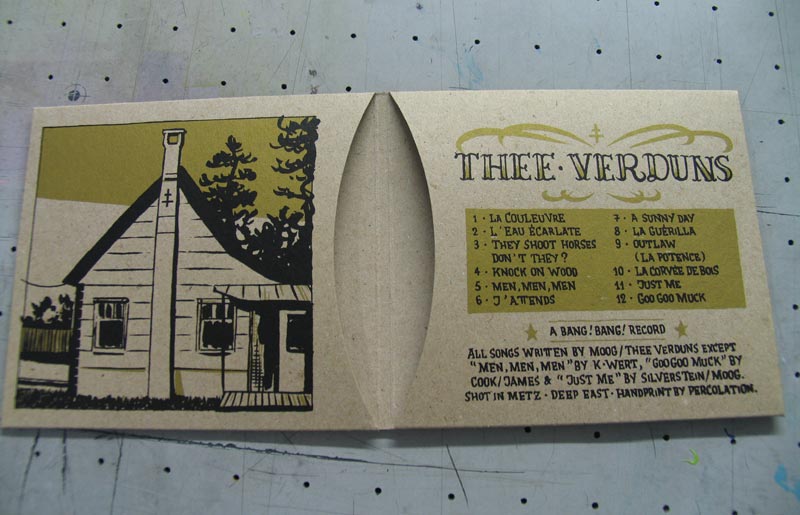 THEE · VERDUNS
1 · LA COULEUVRE
2 · L'EAU ÉCARLATE
3 · THEY SHOOT HORSES
DON'T THEY?
4 · KNOCK ON WOOD
5 · MEN, MEN, MEN
6 · J'ATTENDS
7 · A SUNNY DAY
8 · LA GUÉRILLA
9 · OUTLAW
(LA POTENCE)
10 · LA CORVÉE DE BOIS
11 · JUST ME
12 · GOO GOO MUCK
A BANG! BANG! RECORD
ALL SONGS WRITTEN BY MOOG/THEE VERDUNS EXCEPT
"MEN, MEN, MEN" BY K·WERT, "GOO GOO MUCK" BY
COOK/JAMES & "JUST ME" BY SILVERSTEIN/MOOG.
SHOT IN METZ · DEEP EAST · HANDPRINT BY PERCOLATION.